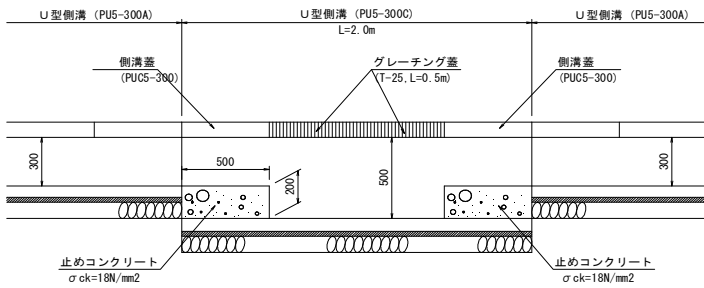 U型側溝 (PU5-300A)
U型側溝 (PU5-300C)
U型側溝 (PU5-300A)
L=2.0m
側溝蓋
(PUC5-300)
グレーチング蓋
(T-25, L=0.5m)
側溝蓋
(PUC5-300)
300
500
200
500
300
止めコンクリート
σck=18N/mm2
止めコンクリート
σck=18N/mm2